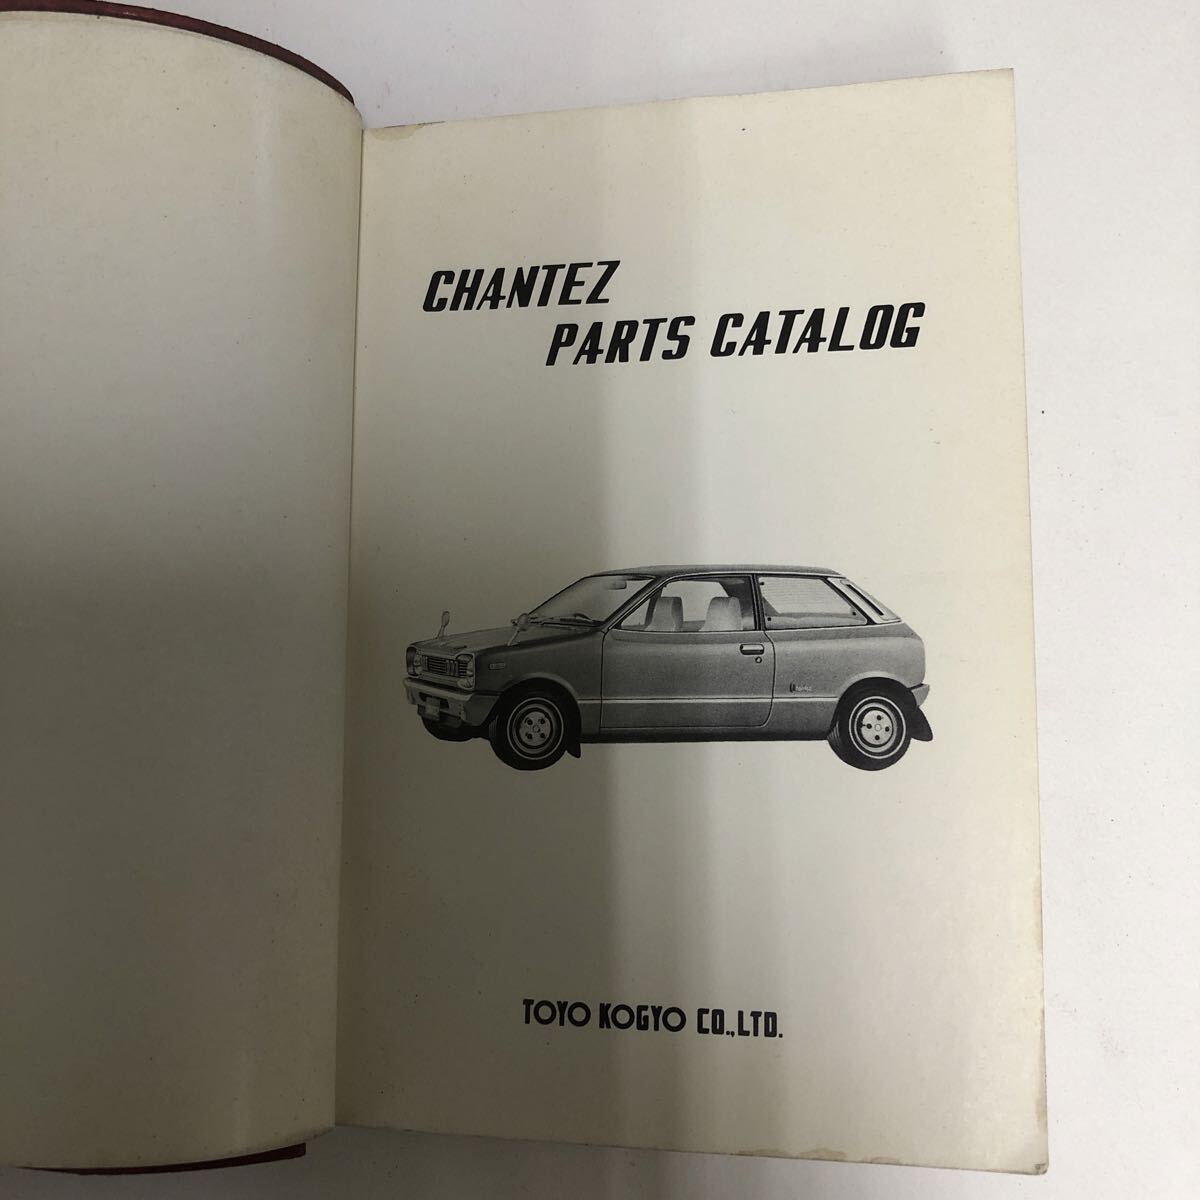 CHANTEZ
PARTS CATALOG
TOYO KOGYO CO.,LTD.